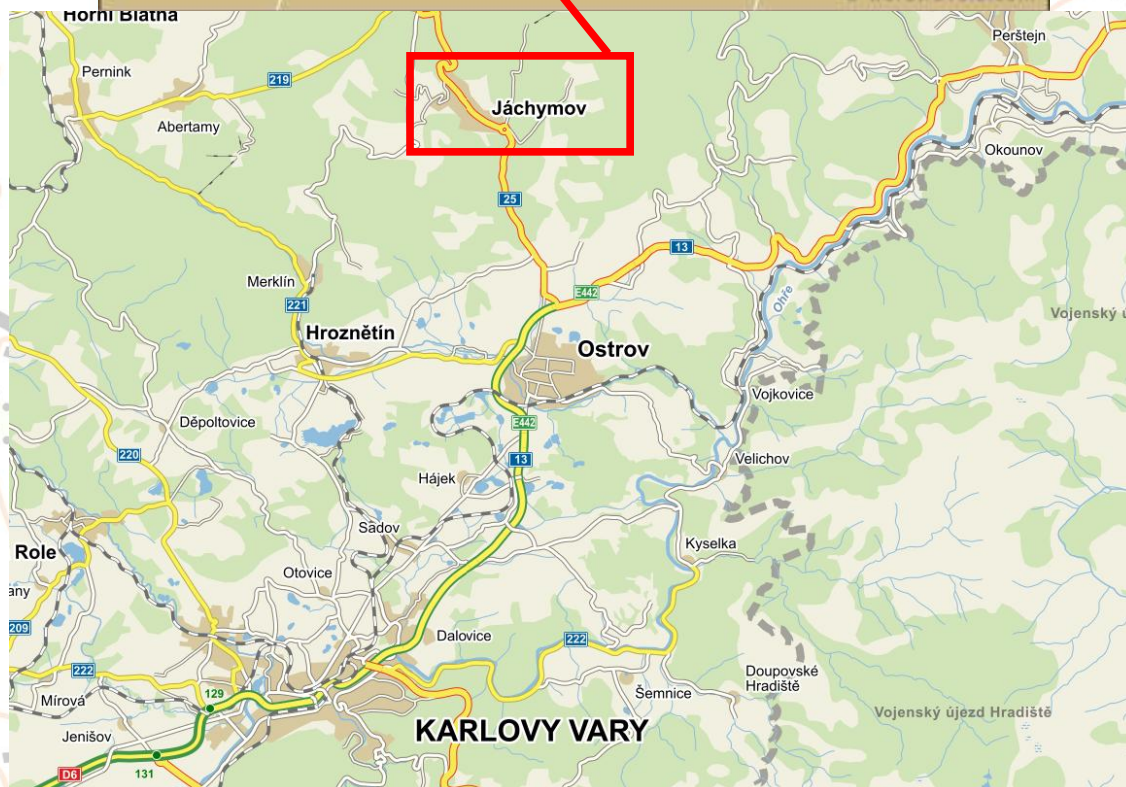 Horní Blatná
Perštejn
Pernink
219
Jáchymov
Abertamy
Okounov
25
13
Merklín
E442
221
Ohře
Vojenský ú
Hroznětín
Ostrov
Vojkovice
Děpoltovice
E442
220
13
Velichov
Hájek
Sadov
Role
Kyselka
Otovice
any
209
Dalovice
222
222
Doupovské
Hradiště
129
Mírová
Šemnice
Vojenský újezd Hradiště
KARLOVY VARY
Jenišov
D6
131